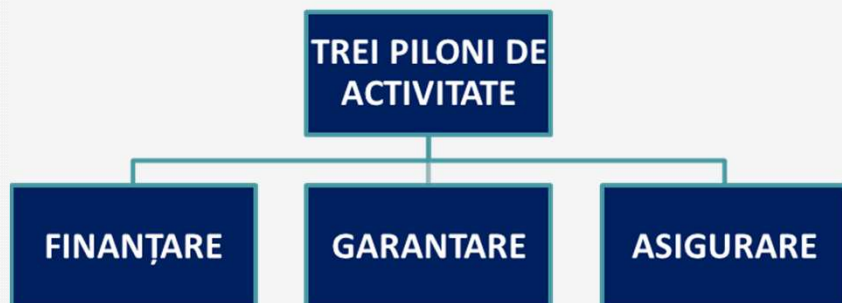 TREI PILONI DE
ACTIVITATE
FINANȚARE
GARANTARE
ASIGURARE